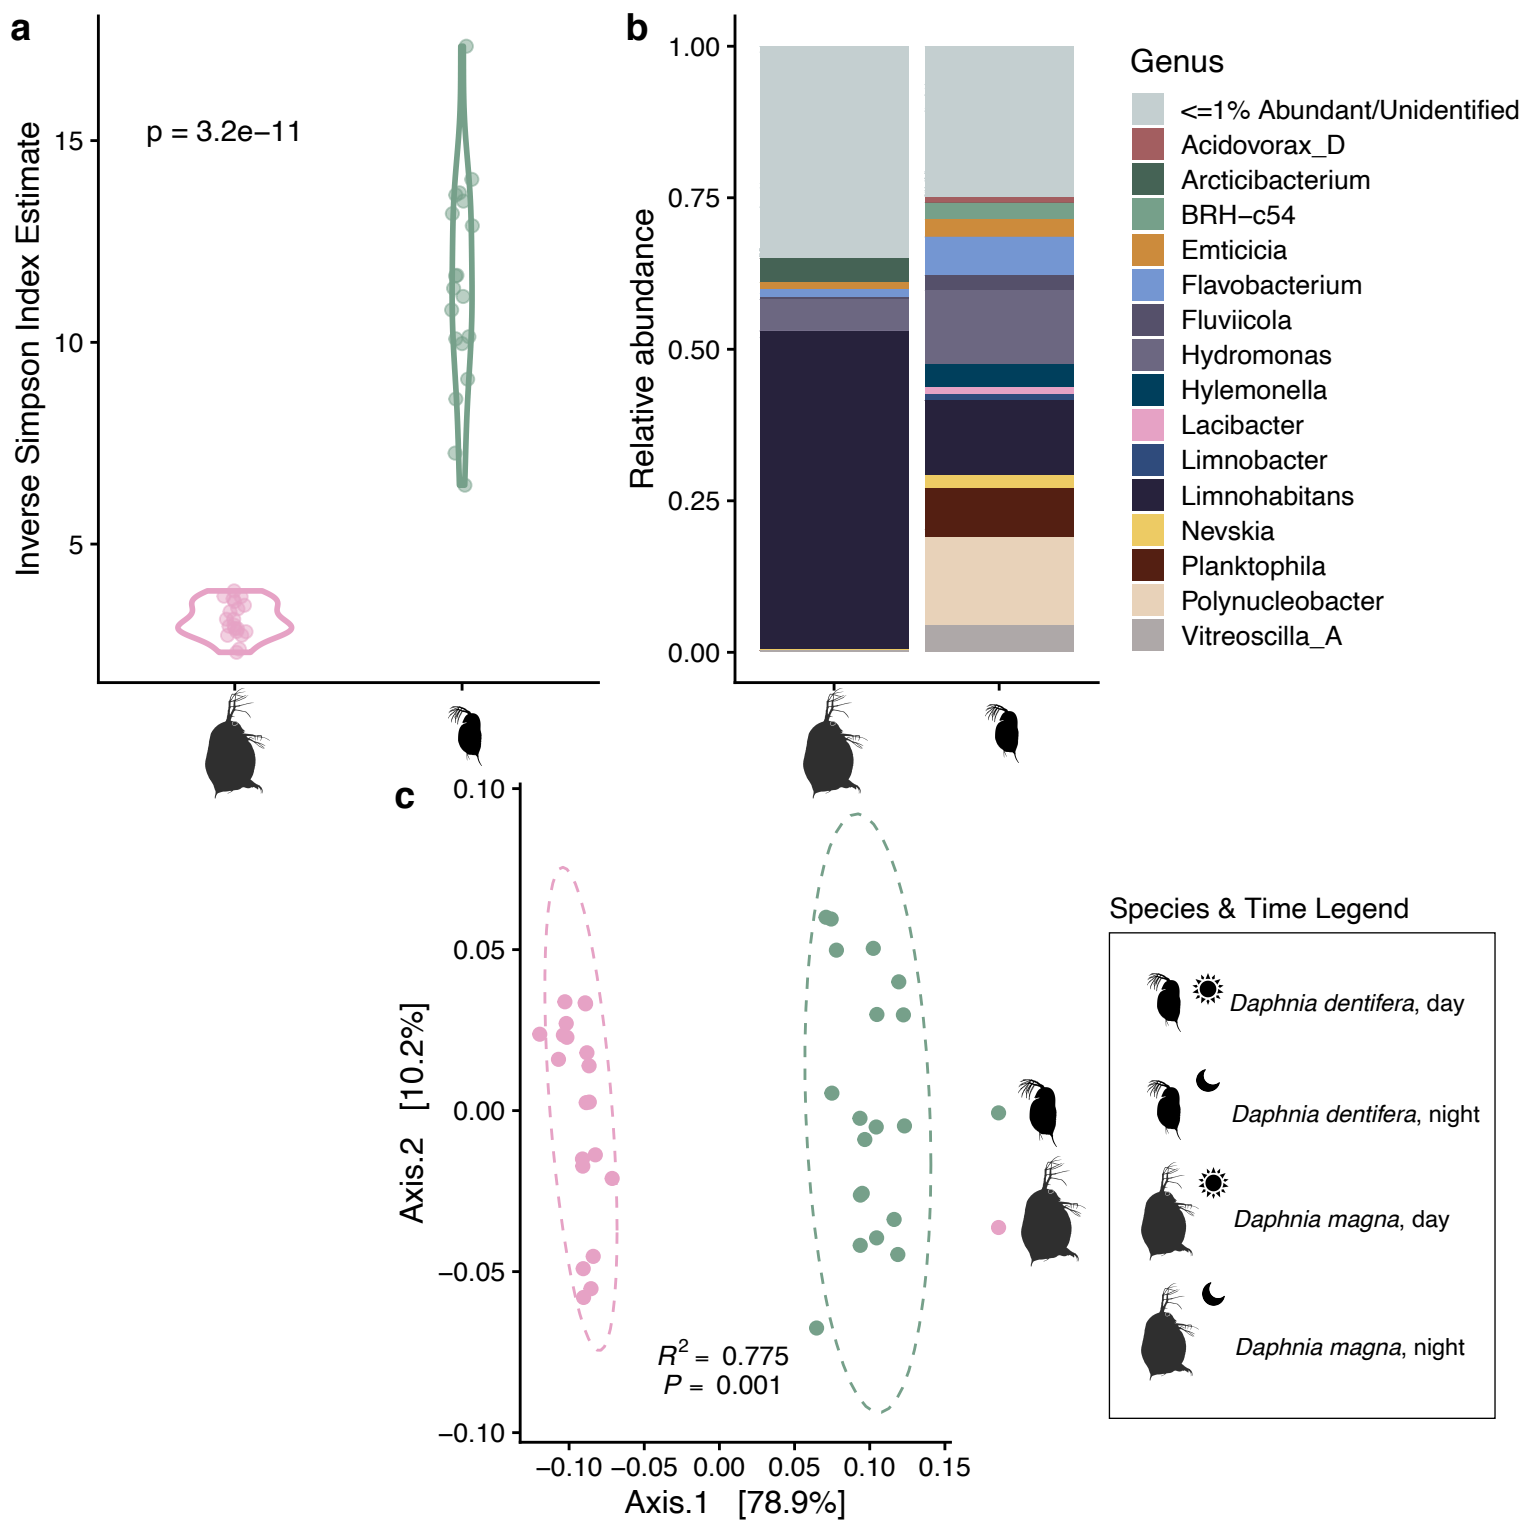 a
p = 3.2e−11
Inverse Simpson Index Estimate
15
10
5
b
Relative abundance
1.00
0.75
0.50
0.25
0.00
Genus
<=1% Abundant/Unidentified
Acidovorax_D
Arcticibacterium
BRH−c54
Emticicia
Flavobacterium
Fluviicola
Hydromonas
Hylemonella
Lacibacter
Limnobacter
Limnohabitans
Nevskia
Planktophila
Polynucleobacter
Vitreoscilla_A
c
Axis.2 [10.2%]
0.10
0.05
0.00
−0.05
−0.10
R² = 0.775
P = 0.001
−0.10 −0.05 0.00 0.05 0.10 0.15
Axis.1 [78.9%]
Species & Time Legend
Daphnia dentifera, day
Daphnia dentifera, night
Daphnia magna, day
Daphnia magna, night